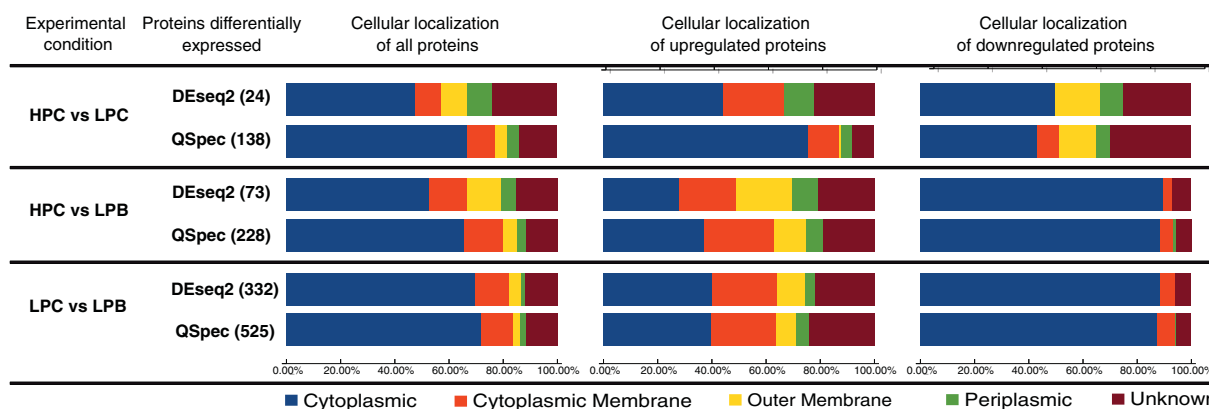 Experimental condition
Proteins differentially expressed
Cellular localization of all proteins
Cellular localization of upregulated proteins
Cellular localization of downregulated proteins
HPC vs LPC
DEseq2 (24)
QSpec (138)
HPC vs LPB
DEseq2 (73)
QSpec (228)
LPC vs LPB
DEseq2 (332)
QSpec (525)
0.00% 20.00% 40.00% 60.00% 80.00% 100.00%
0.00% 20.00% 40.00% 60.00% 80.00% 100.00%
0.00% 20.00% 40.00% 60.00% 80.00% 100.00%
Cytoplasmic Cytoplasmic Membrane Outer Membrane Periplasmic Unknown